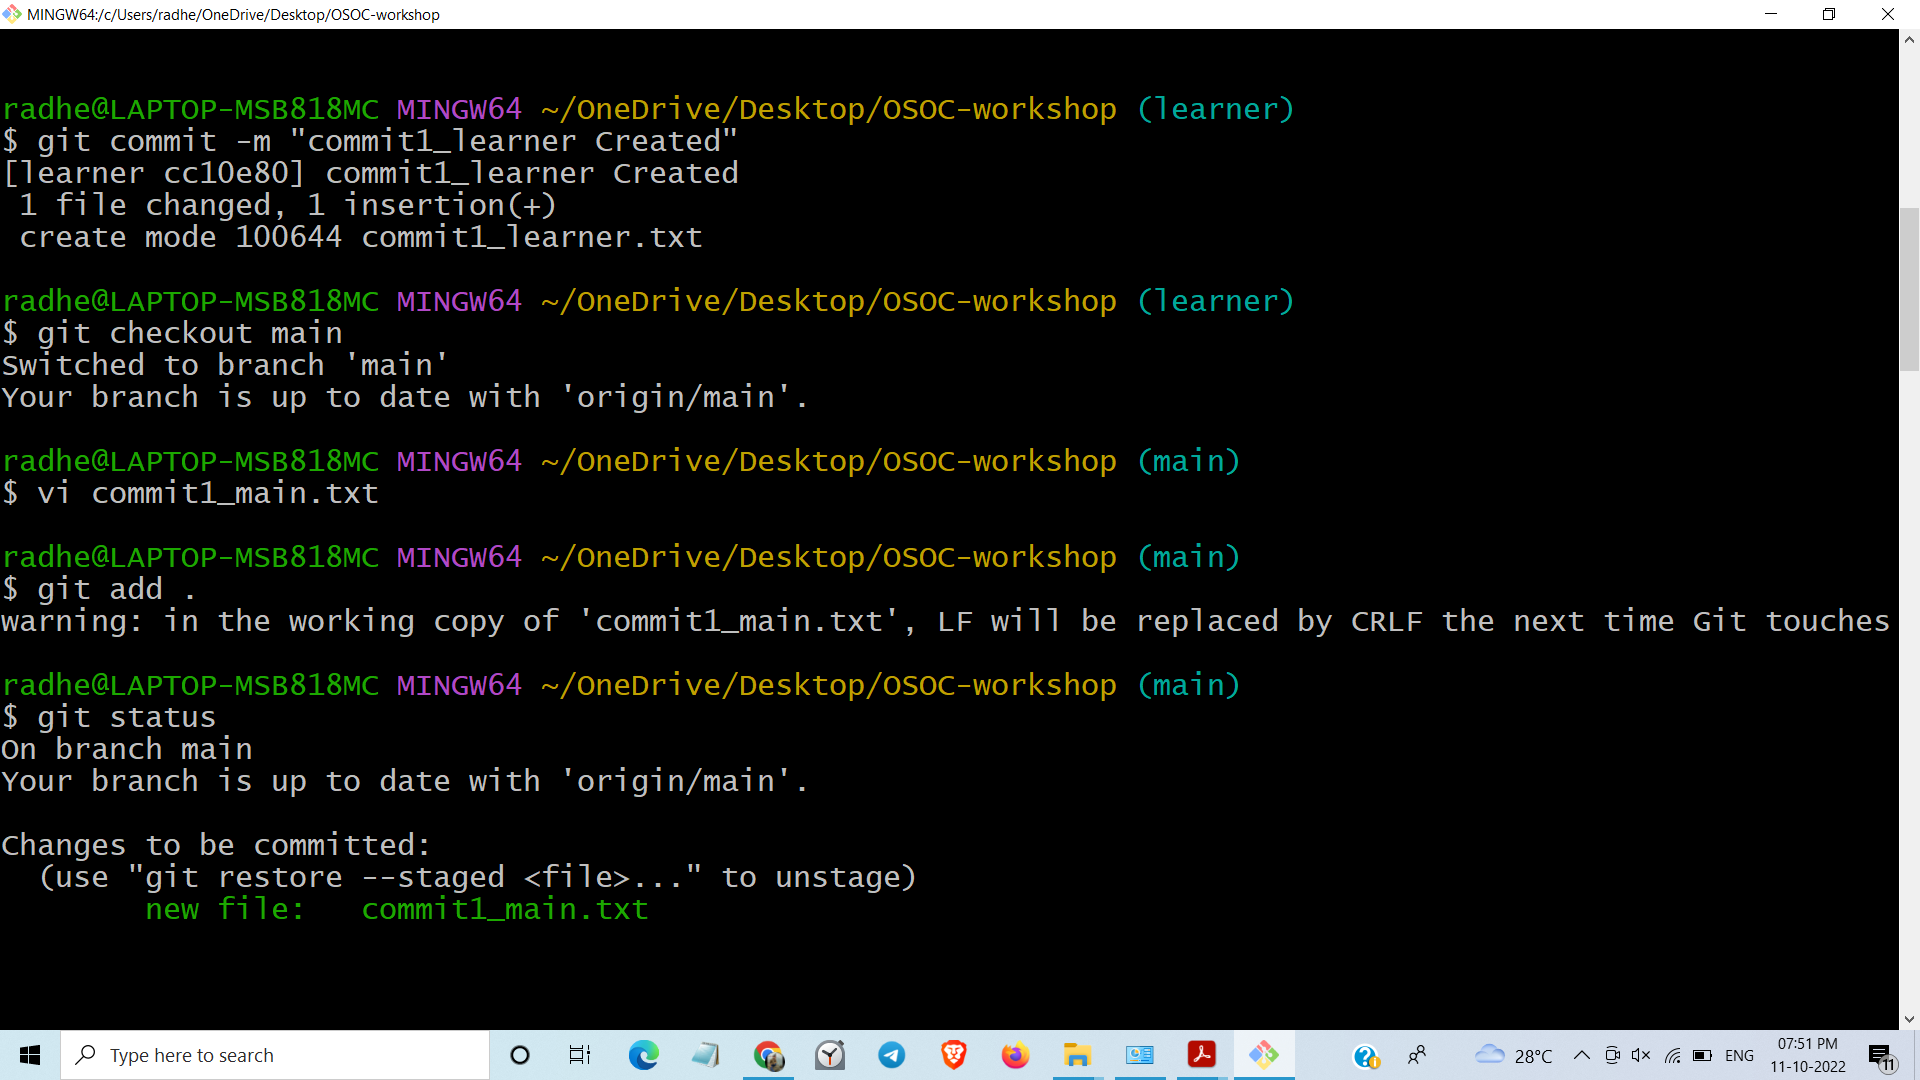 MINGW64:/c/Users/radhe/OneDrive/Desktop/OSOC-workshop
radhe@LAPTOP-MSB818MC MINGW64 ~/OneDrive/Desktop/OSOC-workshop (learner)
$ git commit -m "commit1_learner Created"
[learner cc10e80] commit1_learner Created
 1 file changed, 1 insertion(+)
 create mode 100644 commit1_learner.txt
radhe@LAPTOP-MSB818MC MINGW64 ~/OneDrive/Desktop/OSOC-workshop (learner)
$ git checkout main
Switched to branch 'main'
Your branch is up to date with 'origin/main'.
radhe@LAPTOP-MSB818MC MINGW64 ~/OneDrive/Desktop/OSOC-workshop (main)
$ vi commit1_main.txt
radhe@LAPTOP-MSB818MC MINGW64 ~/OneDrive/Desktop/OSOC-workshop (main)
$ git add .
warning: in the working copy of 'commit1_main.txt', LF will be replaced by CRLF the next time Git touches
radhe@LAPTOP-MSB818MC MINGW64 ~/OneDrive/Desktop/OSOC-workshop (main)
$ git status
On branch main
Your branch is up to date with 'origin/main'.
Changes to be committed:
  (use "git restore --staged <file>..." to unstage)
        new file:   commit1_main.txt
Type here to search
28°C
ENG
07:51 PM
11-10-2022
11